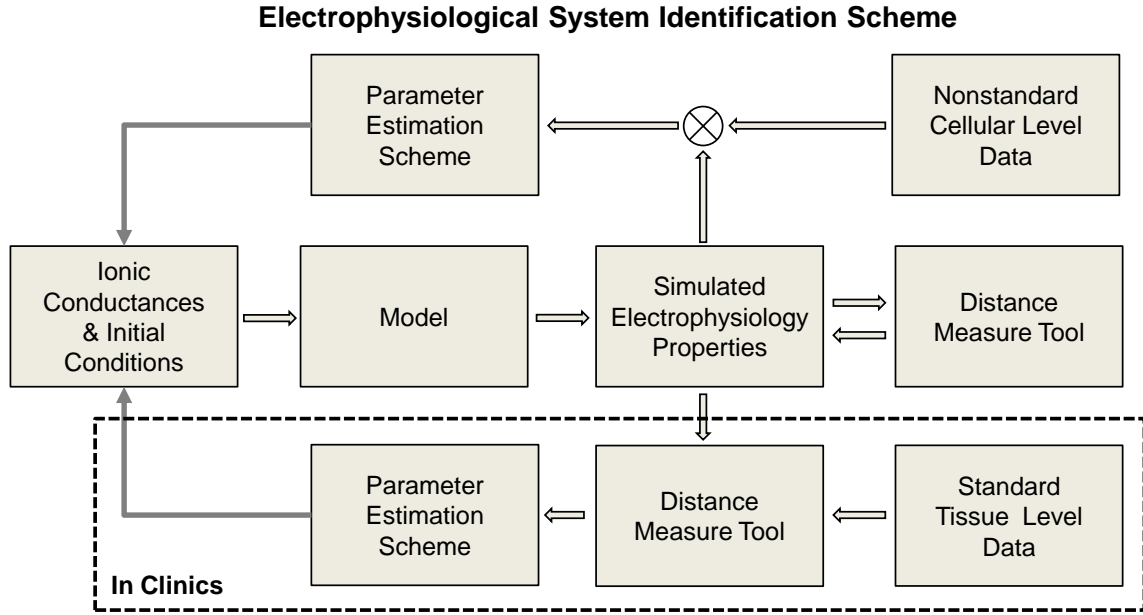 Electrophysiological System Identification Scheme
Parameter
Estimation
Scheme
Nonstandard
Cellular Level
Data
Ionic
Conductances
& Initial
Conditions
Model
Simulated
Electrophysiology
Properties
Distance
Measure Tool
Parameter
Estimation
Scheme
Distance
Measure Tool
Standard
Tissue Level
Data
In Clinics